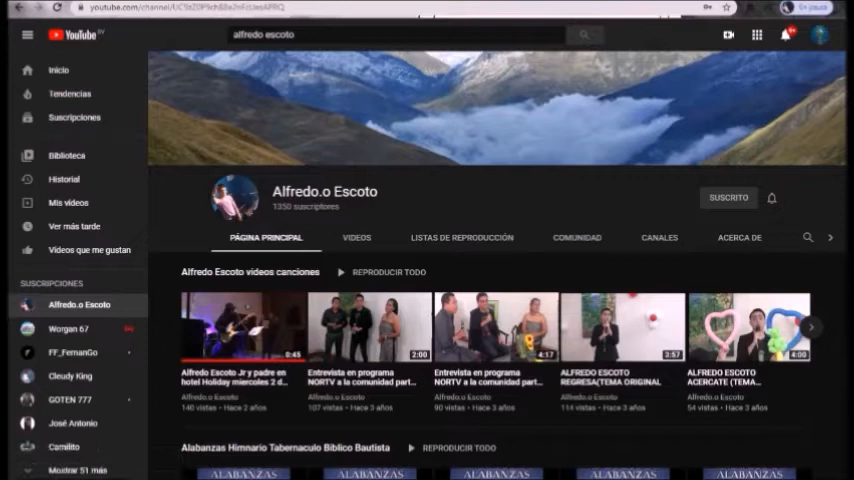 En pausa
YouTube SV
alfredo escoto
9+
Inicio
Tendencias
Suscripciones
Biblioteca
Historial
Mis videos
Ver más tarde
Videos que me gustan
SUSCRIPCIONES
Alfredo.o Escoto
Worgan 67
FF_FernanGo
Cleudy King
GOTEN 777
José Antonio
Camilito
Mostrar 51 más
Alfredo.o Escoto
1350 suscriptores
SUSCRITO
PÁGINA PRINCIPAL VIDEOS LISTAS DE REPRODUCCIÓN COMUNIDAD CANALES ACERCA DE
Alfredo Escoto videos canciones REPRODUCIR TODO
0:45 2:00 4:17 3:57 4:00
Alfredo Escoto Jr y padre en hotel Holiday miercoles 2 d...
Alfredo.o Escoto
140 vistas • Hace 2 años
Entrevista en programa NORTV a la comunidad part...
Alfredo.o Escoto
107 vistas • Hace 3 años
Entrevista en programa NORTV a la comunidad part...
Alfredo.o Escoto
90 vistas • Hace 3 años
ALFREDO ESCOTO REGRESA(TEMA ORIGINAL
Alfredo.o Escoto
114 vistas • Hace 3 años
ALFREDO ESCOTO ACERCATE (TEMA...
Alfredo.o Escoto
54 vistas • Hace 3 años
Alabanzas Himnario Tabernaculo Biblico Bautista REPRODUCIR TODO
ALABANZAS ALABANZAS ALABANZAS ALABANZAS ALABANZAS